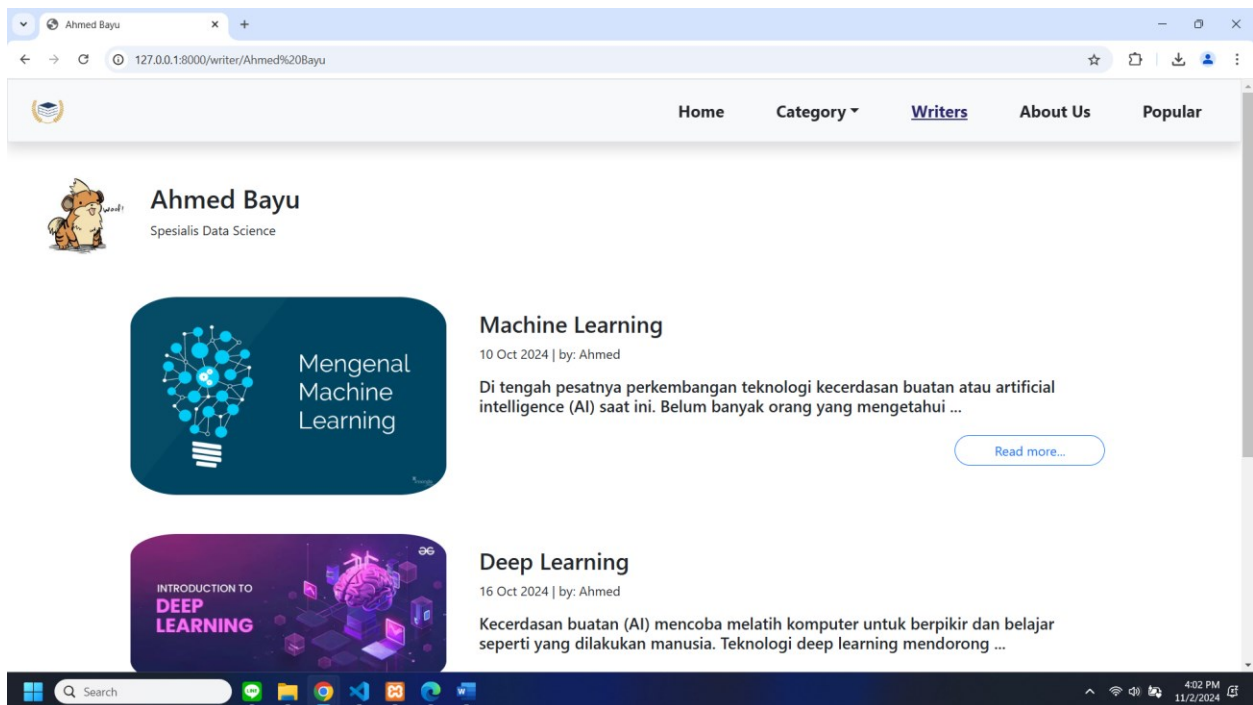 Ahmed Bayu
127.0.0.1:8000/writer/Ahmed%20Bayu
Home Category Writers About Us Popular
woof!
Ahmed Bayu
Spesialis Data Science
Mengenal
Machine
Learning
Machine Learning
10 Oct 2024 | by: Ahmed
Di tengah pesatnya perkembangan teknologi kecerdasan buatan atau artificial
intelligence (AI) saat ini. Belum banyak orang yang mengetahui ...
Read more...
INTRODUCTION TO
DEEP
LEARNING
Deep Learning
16 Oct 2024 | by: Ahmed
Kecerdasan buatan (AI) mencoba melatih komputer untuk berpikir dan belajar
seperti yang dilakukan manusia. Teknologi deep learning mendorong ...
Search
4:02 PM
11/2/2024